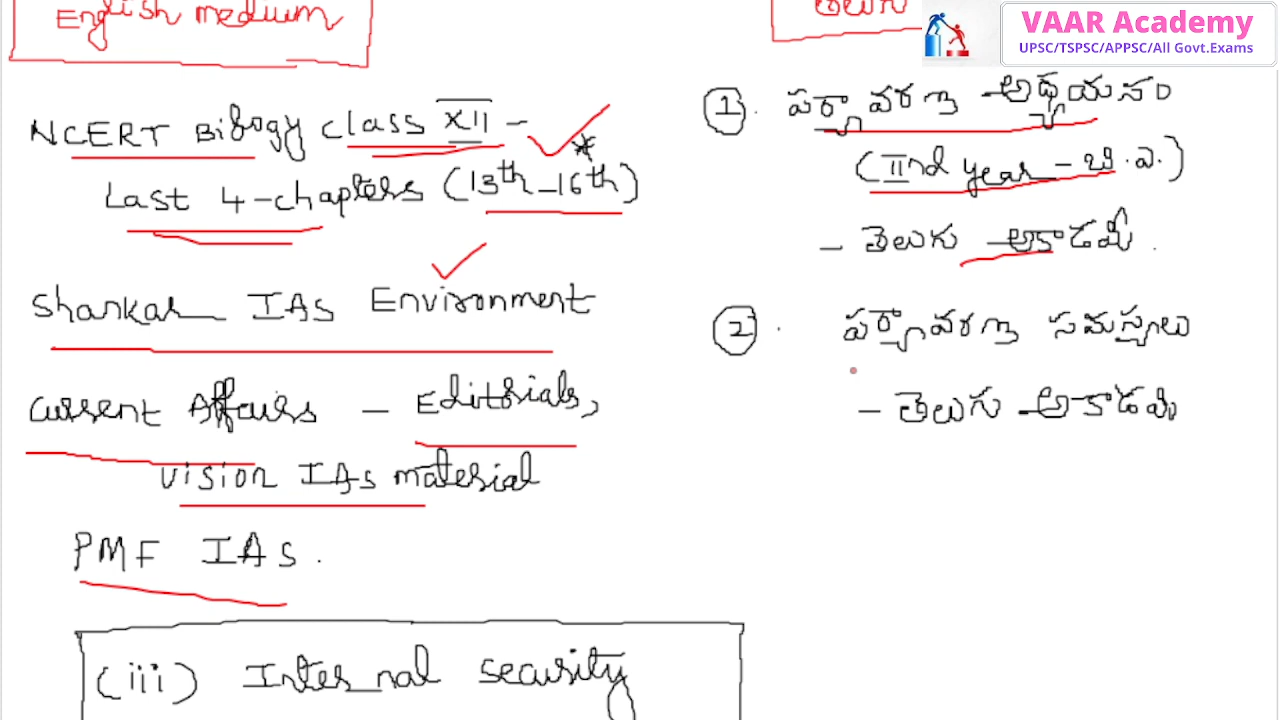 English medium
తెలుగు
VAAR Academy
UPSC/TSPSC/APPSC/All Govt.Exams
NCERT Biology class XII -
Last 4-chapters (13th-16th)
Shankar IAS Environment
Current Affairs - Editorials,
Vision IAS material
PMF IAS.
(iii) Internal security
1. పర్యావరణ అధ్యయనం
(IInd year - బి.ఎ.)
- తెలుగు అకాడమీ.
2. పర్యావరణ సమస్యలు
- తెలుగు అకాడమి